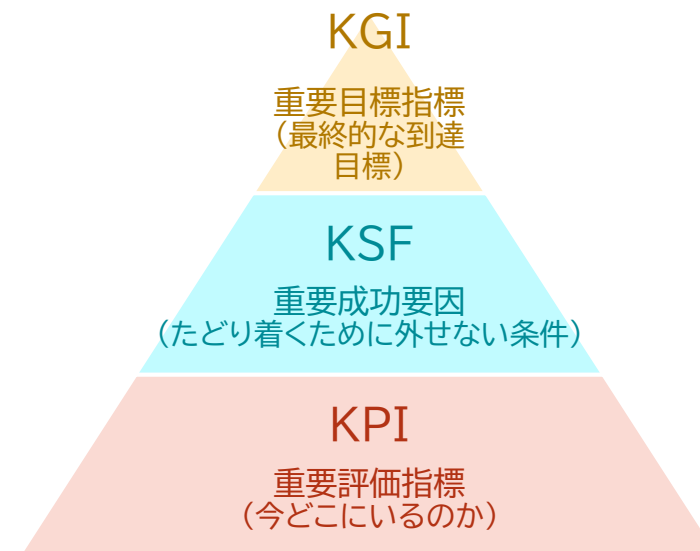 KGI
重要目標指標
（最終的な到達
目標）
KSF
重要成功要因
（たどり着くために外せない条件）
KPI
重要評価指標
（今どこにいるのか）